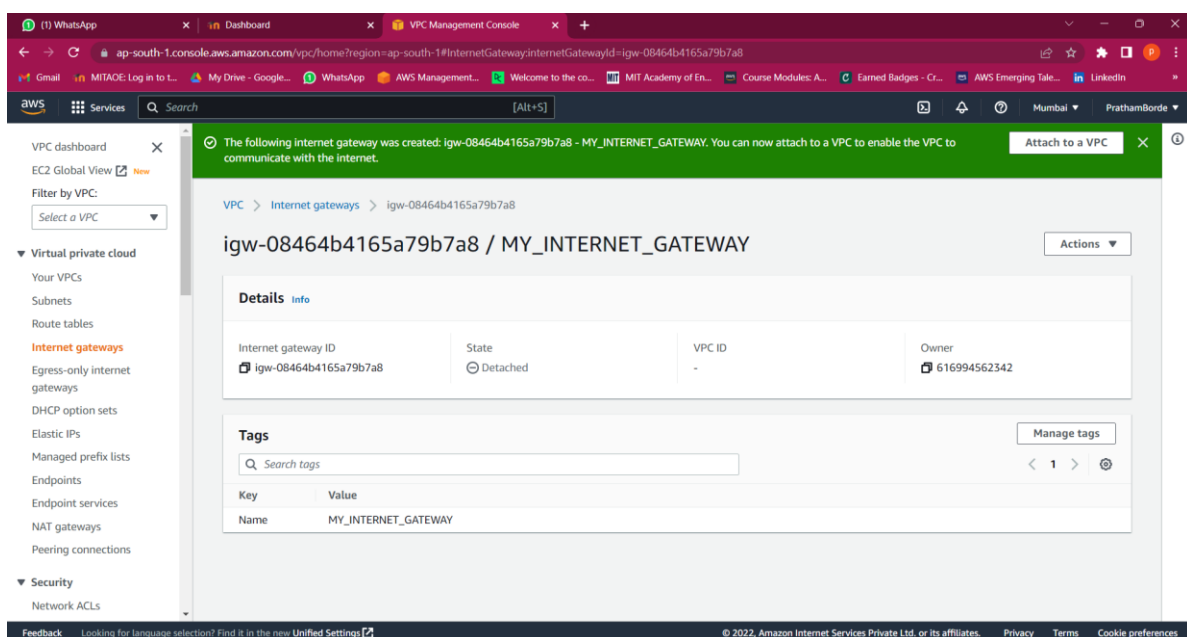 (1) WhatsApp
Dashboard
VPC Management Console
ap-south-1.console.aws.amazon.com/vpc/home?region=ap-south-1#InternetGateway:internetGatewayId=igw-08464b4165a79b7a8
Gmail MITAOE: Log in to t... My Drive - Google... WhatsApp AWS Management... Welcome to the co... MIT Academy of En... Course Modules: A... Earned Badges - Cr... AWS Emerging Tale... LinkedIn »
aws Services Search [Alt+S] Mumbai PrathamBorde
VPC dashboard
EC2 Global View New
Filter by VPC:
Select a VPC
Virtual private cloud
Your VPCs
Subnets
Route tables
Internet gateways
Egress-only internet
gateways
DHCP option sets
Elastic IPs
Managed prefix lists
Endpoints
Endpoint services
NAT gateways
Peering connections
Security
Network ACLs
The following internet gateway was created: igw-08464b4165a79b7a8 - MY_INTERNET_GATEWAY. You can now attach to a VPC to enable the VPC to
communicate with the internet.
Attach to a VPC
VPC > Internet gateways > igw-08464b4165a79b7a8
igw-08464b4165a79b7a8 / MY_INTERNET_GATEWAY
Actions
Details Info
Internet gateway ID State VPC ID Owner
igw-08464b4165a79b7a8 Detached - 616994562342
Tags
Manage tags
Search tags
< 1 >
Key Value
Name MY_INTERNET_GATEWAY
Feedback Looking for language selection? Find it in the new Unified Settings © 2022, Amazon Internet Services Private Ltd. or its affiliates. Privacy Terms Cookie preferences